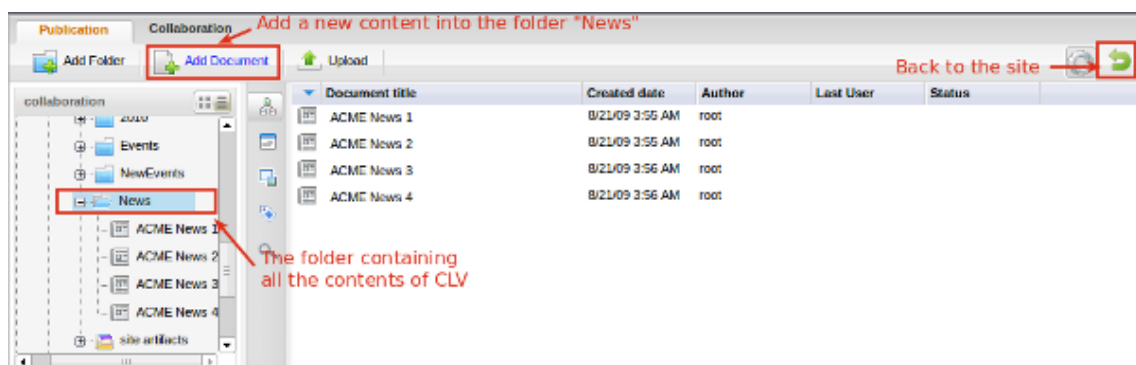 Publication Collaboration Add a new content into the folder "News"
Add Folder Add Document Upload
Back to the site
collaboration Document title Created date Author Last User Status
2010
ACME News 1 8/21/09 3:55 AM root
Events ACME News 2 8/21/09 3:55 AM root
NewEvents ACME News 3 8/21/09 3:56 AM root
News ACME News 4 8/21/09 3:56 AM root
ACME News 1
ACME News 2 The folder containing
ACME News 3 all the contents of CLV
ACME News 4
site artifacts